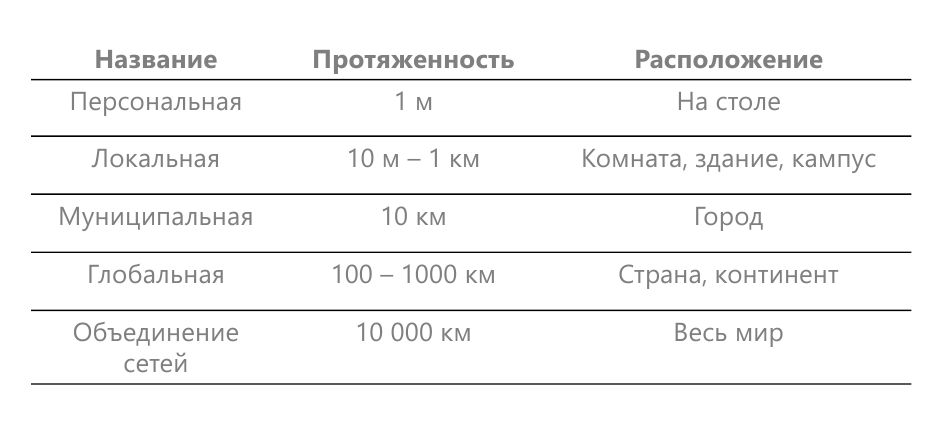 Название Протяженность Расположение
Персональная 1 м На столе
Локальная 10 м – 1 км Комната, здание, кампус
Муниципальная 10 км Город
Глобальная 100 – 1000 км Страна, континент
Объединение 10 000 км Весь мир
сетей